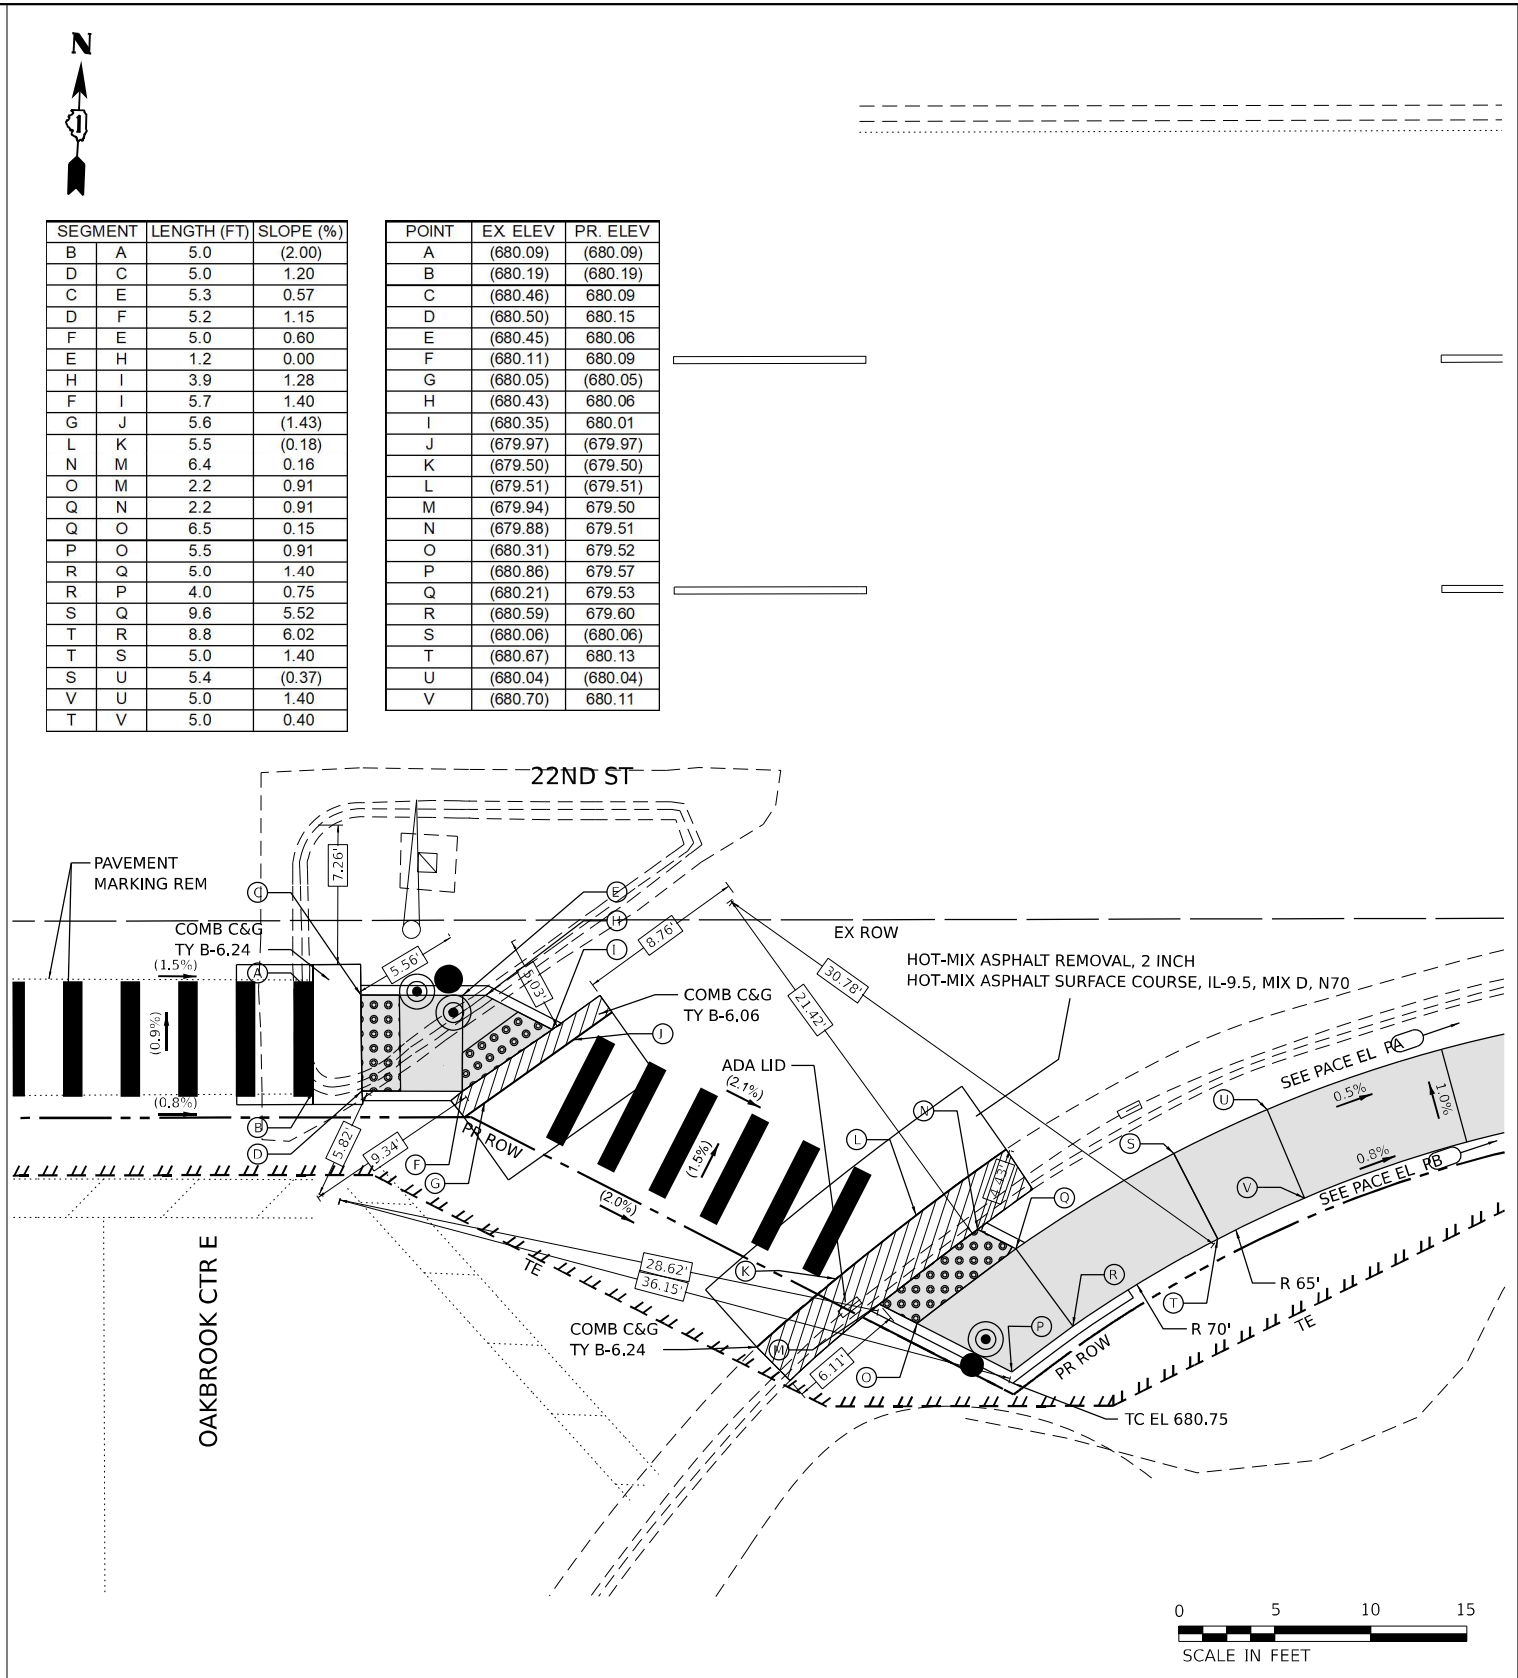 N
1
SEGMENT LENGTH (FT) SLOPE (%)
B A 5.0 (2.00)
D C 5.0 1.20
C E 5.3 0.57
D F 5.2 1.15
F E 5.0 0.60
E H 1.2 0.00
H I 3.9 1.28
F I 5.7 1.40
G J 5.6 (1.43)
L K 5.5 (0.18)
N M 6.4 0.16
O M 2.2 0.91
Q N 2.2 0.91
Q O 6.5 0.15
P O 5.5 0.91
R Q 5.0 1.40
R P 4.0 0.75
S Q 9.6 5.52
T R 8.8 6.02
T S 5.0 1.40
S U 5.4 (0.37)
V U 5.0 1.40
T V 5.0 0.40
POINT EX. ELEV PR. ELEV
A (680.09) (680.09)
B (680.19) (680.19)
C (680.46) 680.09
D (680.50) 680.15
E (680.45) 680.06
F (680.11) 680.09
G (680.05) (680.05)
H (680.43) 680.06
I (680.35) 680.01
J (679.97) (679.97)
K (679.50) (679.50)
L (679.51) (679.51)
M (679.94) 679.50
N (679.88) 679.51
O (680.31) 679.52
P (680.86) 679.57
Q (680.21) 679.53
R (680.59) 679.60
S (680.06) (680.06)
T (680.67) 680.13
U (680.04) (680.04)
V (680.70) 680.11
22ND ST
PAVEMENT
MARKING REM
7.26'
C
E
COMB C&G
TY B-6.24
H
8.76'
EX ROW
(1.5%)
A
5.56'
I
5.03'
30.78'
HOT-MIX ASPHALT REMOVAL, 2 INCH
HOT-MIX ASPHALT SURFACE COURSE, IL-9.5, MIX D, N70
COMB C&G
TY B-6.06
21.42'
(0.9%)
J
ADA LID
SEE PACE EL PA
(2.1%)
0.5%
1.0%
(0.8%)
N
U
B
PR ROW
L
S
5.82'
9.34'
D
F
(1.5%)
0.8%
G
4.43'
V
SEE PACE EL PB
(2.0%)
Q
OAKBROOK CTR E
TE
28.62'
36.15'
K
R
R 65'
T
COMB C&G
TY B-6.24
P
R 70'
TE
M
6.11'
O
PR ROW
TC EL 680.75
0 5 10 15
SCALE IN FEET